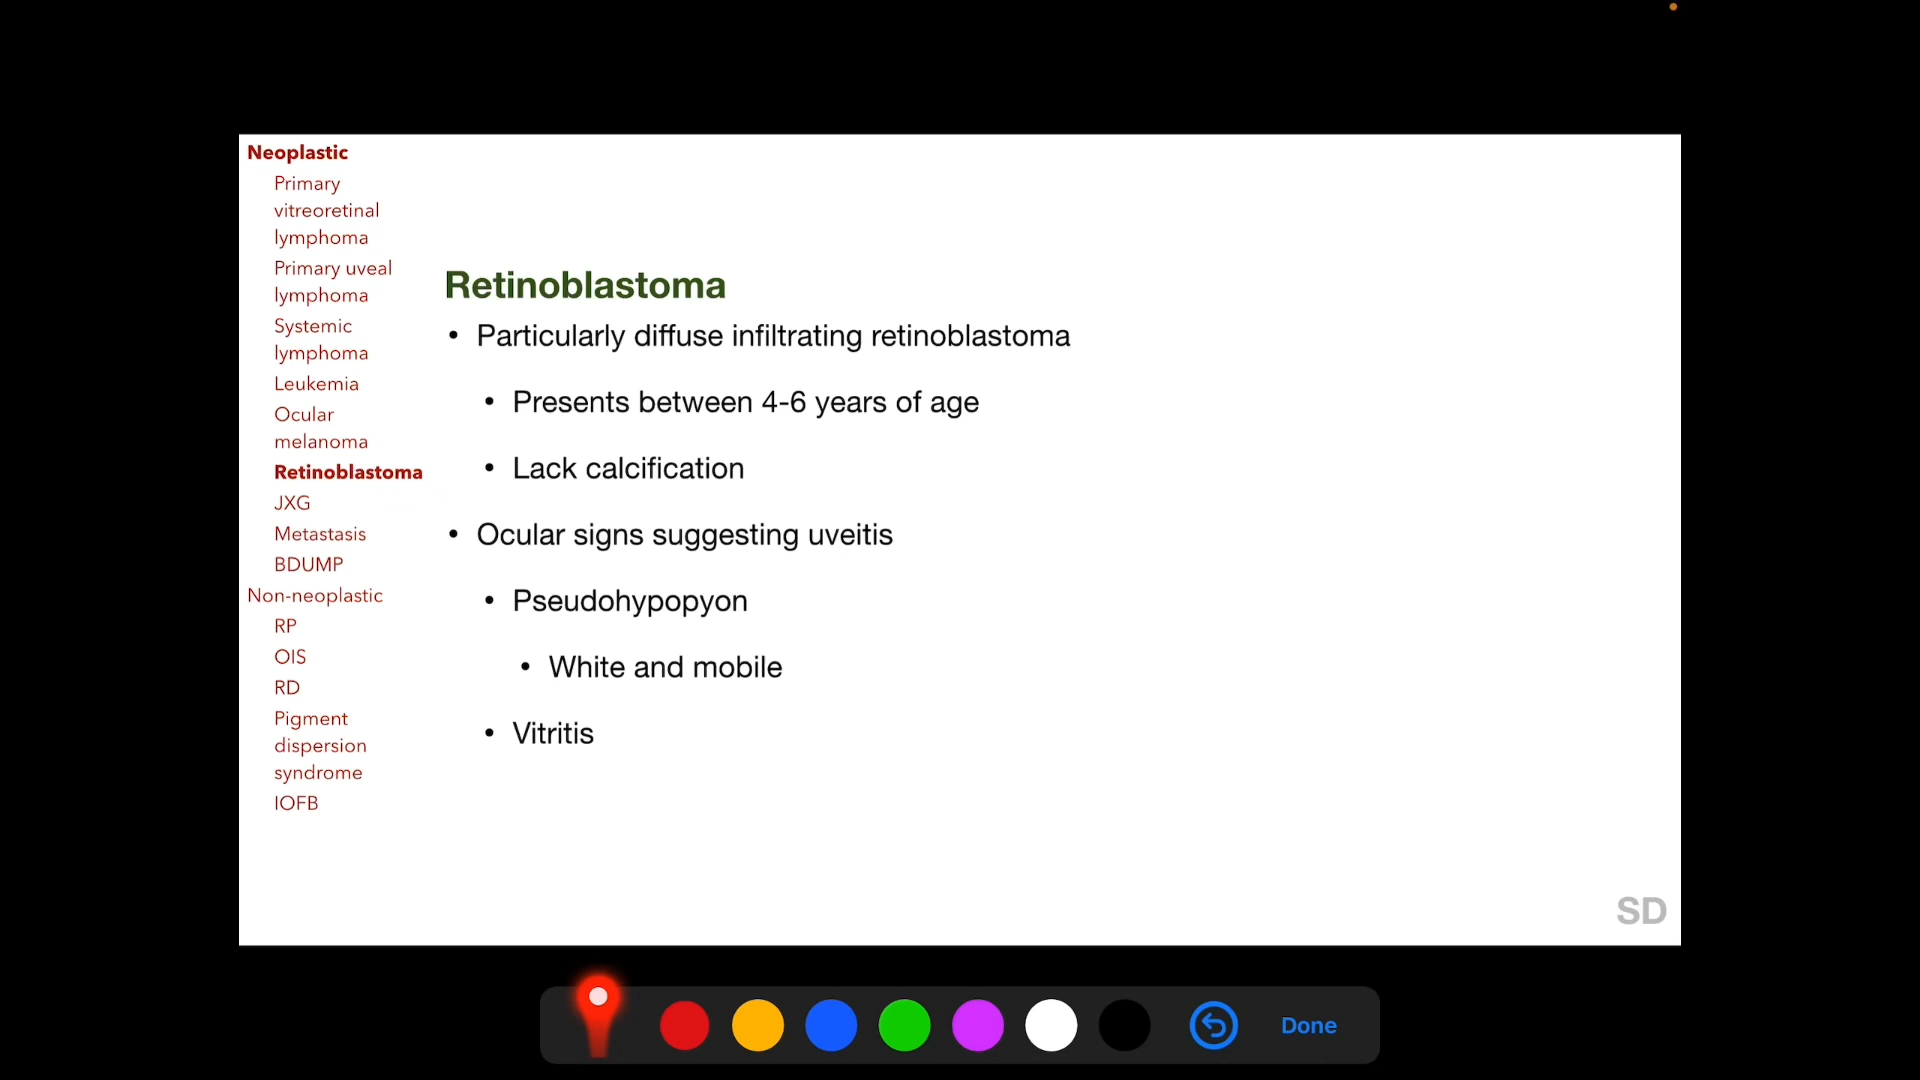 Neoplastic
Primary
vitreoretinal
lymphoma
Primary uveal
lymphoma
Systemic
lymphoma
Leukemia
Ocular
melanoma
Retinoblastoma
JXG
Metastasis
BDUMP
Non-neoplastic
RP
OIS
RD
Pigment
dispersion
syndrome
IOFB
Retinoblastoma
• Particularly diffuse infiltrating retinoblastoma
• Presents between 4-6 years of age
• Lack calcification
• Ocular signs suggesting uveitis
• Pseudohypopyon
• White and mobile
• Vitritis
SD
Done